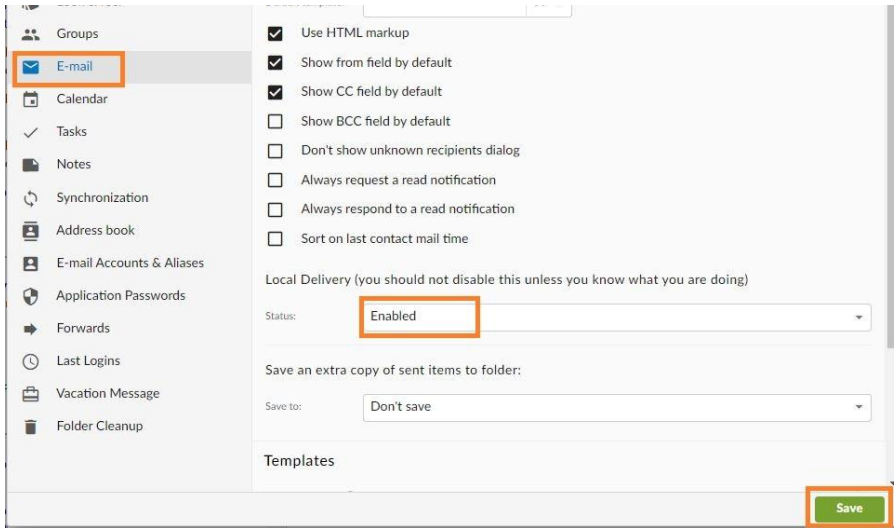 Groups
E-mail
Calendar
Tasks
Notes
Synchronization
Address book
E-mail Accounts & Aliases
Application Passwords
Forwards
Last Logins
Vacation Message
Folder Cleanup
Use HTML markup
Show from field by default
Show CC field by default
Show BCC field by default
Don't show unknown recipients dialog
Always request a read notification
Always respond to a read notification
Sort on last contact mail time
Local Delivery (you should not disable this unless you know what you are doing)
Status: Enabled
Save an extra copy of sent items to folder:
Save to: Don't save
Templates
Save